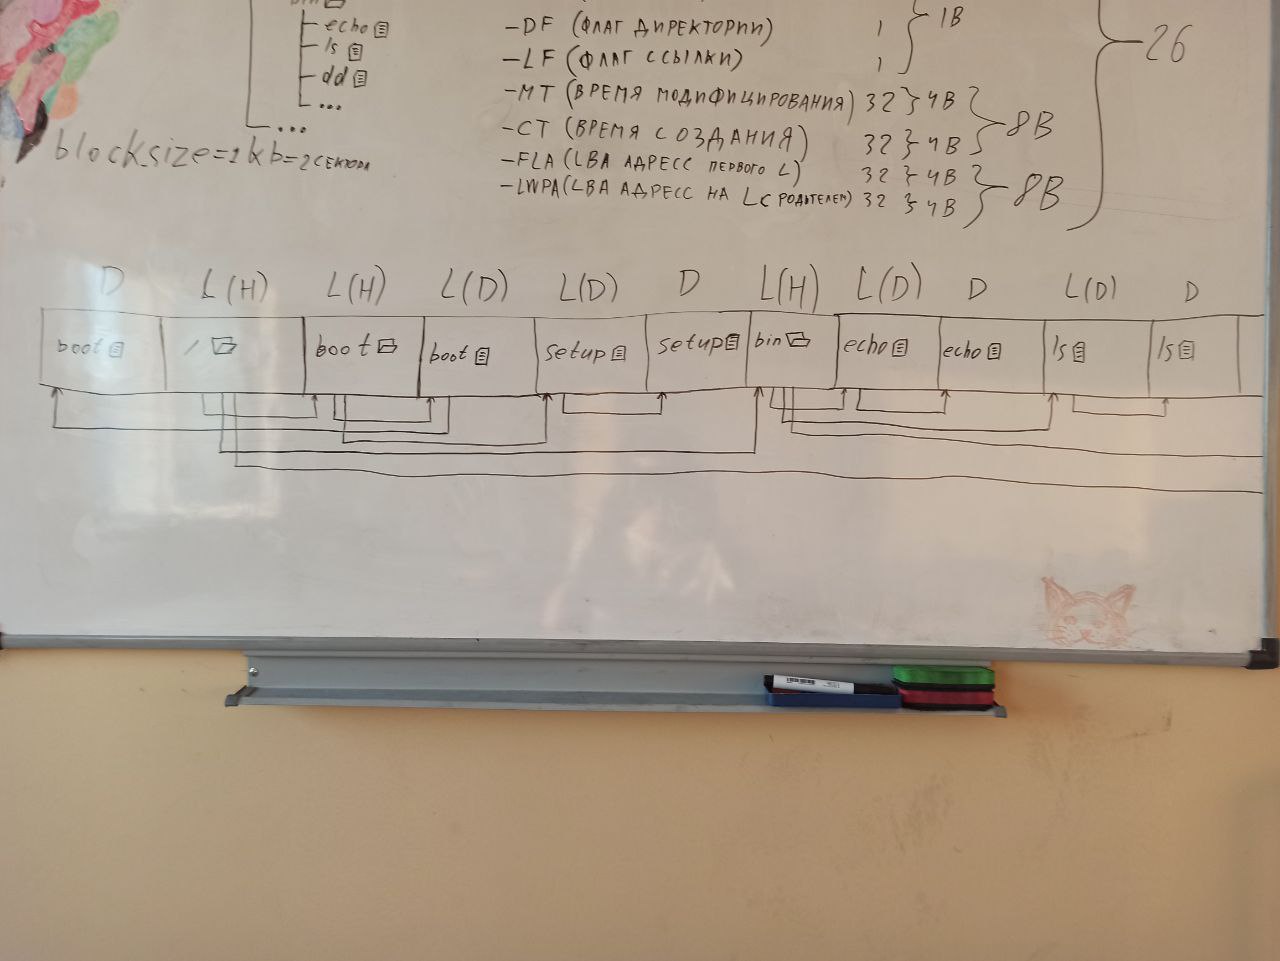 echo
ls
dd
...
...
blocksize=1kb=2 сектора
-DF (ФЛАГ ДИРЕКТОРИИ) 1
-LF (ФЛАГ ССЫЛКИ) 1
1B
-MT (ВРЕМЯ МОДИФИЦИРОВАНИЯ) 32 4B
-CT (ВРЕМЯ СОЗДАНИЯ) 32 4B
8B
-FLA (LBA АДРЕСС ПЕРВОГО L) 32 4B
-LWPA (LBA АДРЕСС НА L С РОДИТЕЛЕМ) 32 4B
8B
26
D L(H) L(H) L(D) L(D) D L(H) L(D) D L(D) D
boot / boot boot setup setup bin echo echo ls ls